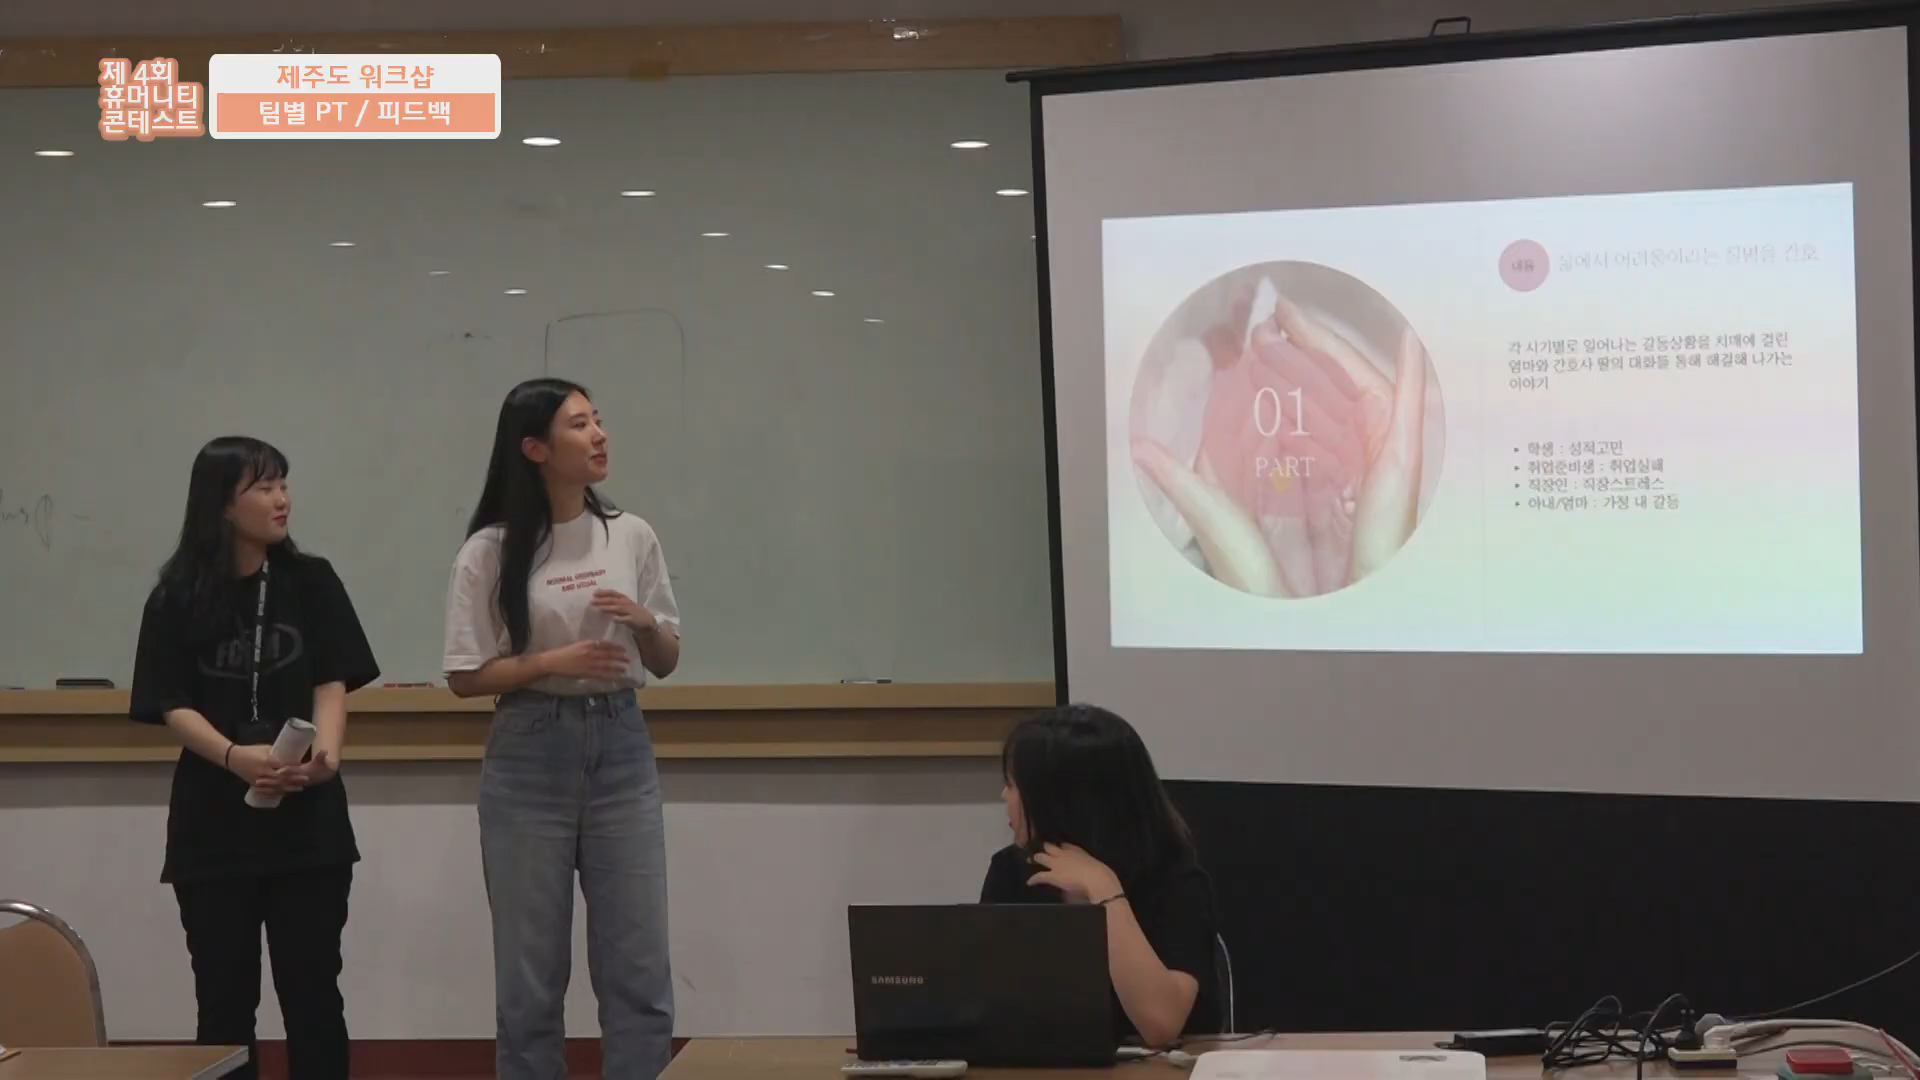 제 4회
휴머니티
콘테스트
제주도 워크샵
팀별 PT / 피드백
내용
삶에서 어려움이라는 질병을 간호
각 시기별로 일어나는 갈등상황을 치매에 걸린
엄마와 간호사 딸의 대화를 통해 해결해 나가는
이야기
01
PART
▸ 학생 : 성적고민
▸ 취업준비생 : 취업실패
▸ 직장인 : 직장스트레스
▸ 아내/엄마 : 가정 내 갈등
AND USUAL
SAMSUNG